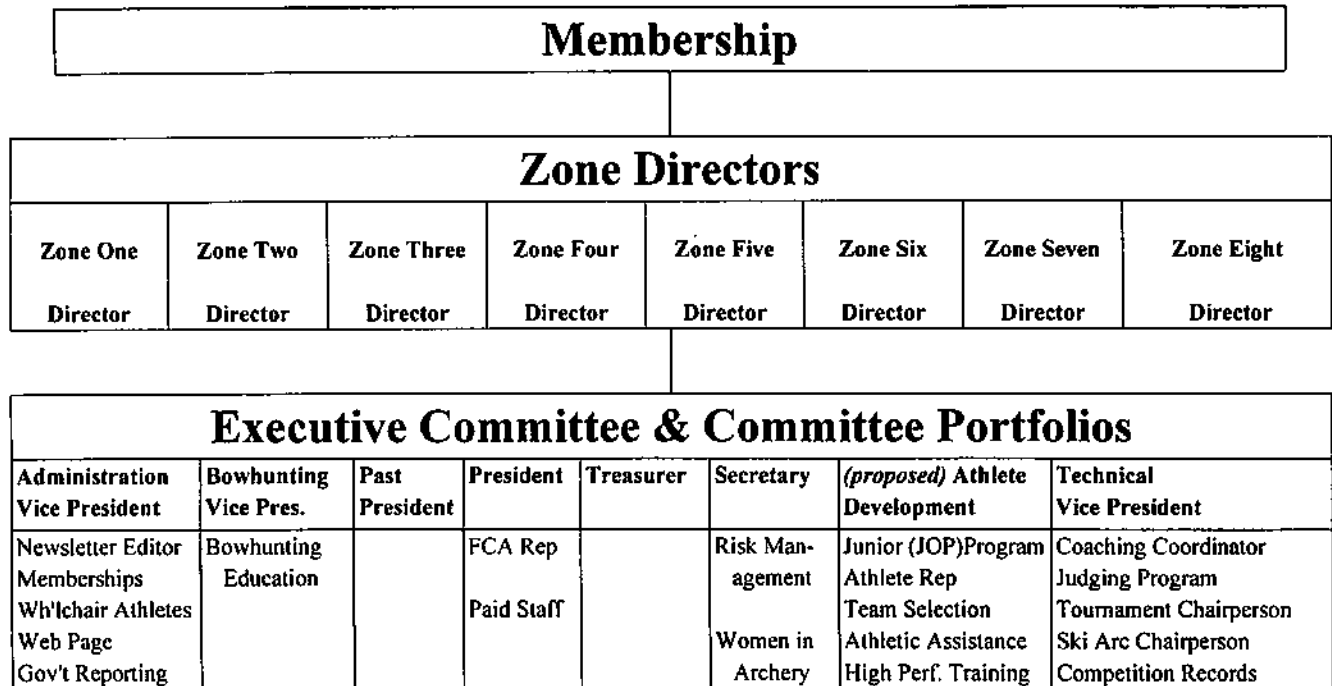 Membership
Zone Directors
Zone One Director
Zone Two Director
Zone Three Director
Zone Four Director
Zone Five Director
Zone Six Director
Zone Seven Director
Zone Eight Director
Executive Committee & Committee Portfolios
Administration
Vice President
Newsletter Editor
Memberships
Wh'lchair Athletes
Web Page
Gov't Reporting
Bowhunting
Vice Pres.
Bowhunting
Education
Past
President
President
FCA Rep
Paid Staff
Treasurer
Secretary
Risk Man-
agement
Women in
Archery
(proposed) Athlete
Development
Junior (JOP)Program
Athlete Rep
Team Selection
Athletic Assistance
High Perf. Training
Technical
Vice President
Coaching Coordinator
Judging Program
Tournament Chairperson
Ski Arc Chairperson
Competition Records